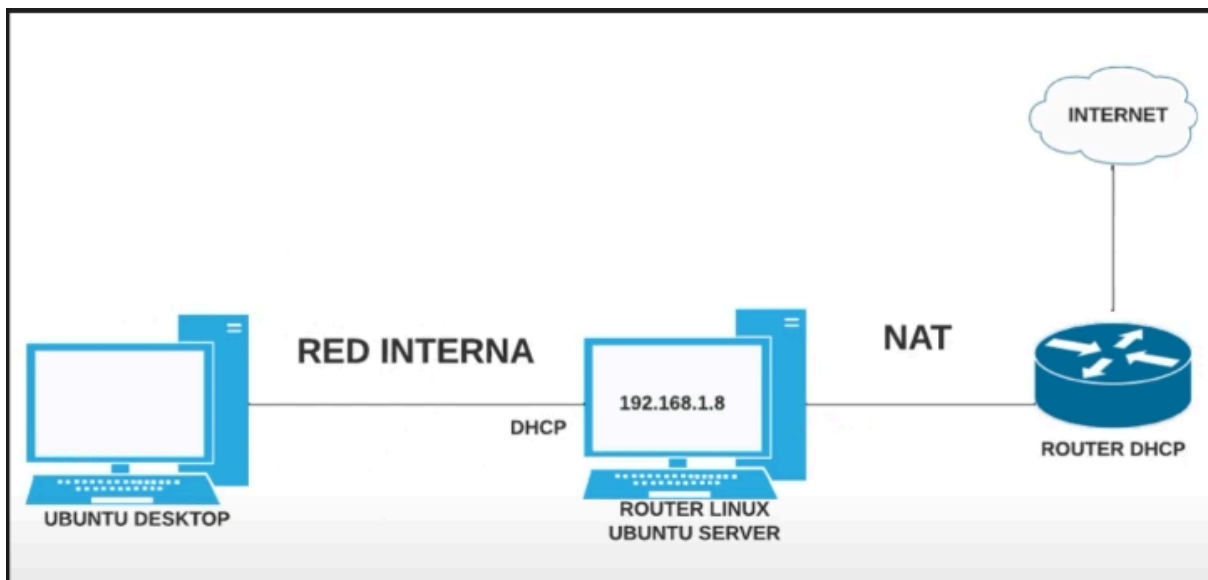 INTERNET
RED INTERNA
NAT
192.168.1.8
DHCP
ROUTER DHCP
UBUNTU DESKTOP
ROUTER LINUX
UBUNTU SERVER